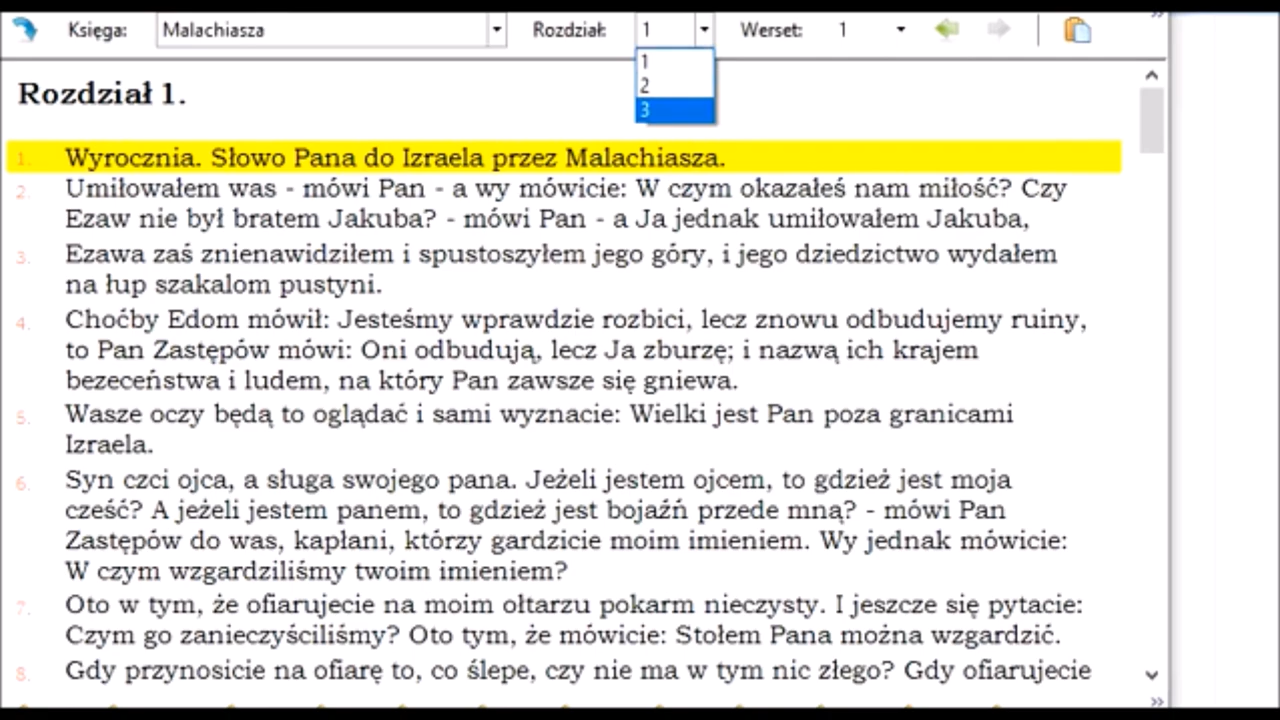 Księga: Malachiasza Rozdział: 1 Werset: 1
1
2
3
Rozdział 1.
1. Wyrocznia. Słowo Pana do Izraela przez Malachiasza.
2. Umiłowałem was - mówi Pan - a wy mówicie: W czym okazałeś nam miłość? Czy
Ezaw nie był bratem Jakuba? - mówi Pan - a Ja jednak umiłowałem Jakuba,
3. Ezawa zaś znienawidziłem i spustoszyłem jego góry, i jego dziedzictwo wydałem
na łup szakalom pustyni.
4. Choćby Edom mówił: Jesteśmy wprawdzie rozbici, lecz znowu odbudujemy ruiny,
to Pan Zastępów mówi: Oni odbudują, lecz Ja zburzę; i nazwą ich krajem
bezeceństwa i ludem, na który Pan zawsze się gniewa.
5. Wasze oczy będą to oglądać i sami wyznacie: Wielki jest Pan poza granicami
Izraela.
6. Syn czci ojca, a sługa swojego pana. Jeżeli jestem ojcem, to gdzież jest moja
cześć? A jeżeli jestem panem, to gdzież jest bojaźń przede mną? - mówi Pan
Zastępów do was, kapłani, którzy gardzicie moim imieniem. Wy jednak mówicie:
W czym wzgardziliśmy twoim imieniem?
7. Oto w tym, że ofiarujecie na moim ołtarzu pokarm nieczysty. I jeszcze się pytacie:
Czym go zanieczyściliśmy? Oto tym, że mówicie: Stołem Pana można wzgardzić.
8. Gdy przynosicie na ofiarę to, co ślepe, czy nie ma w tym nic złego? Gdy ofiarujecie